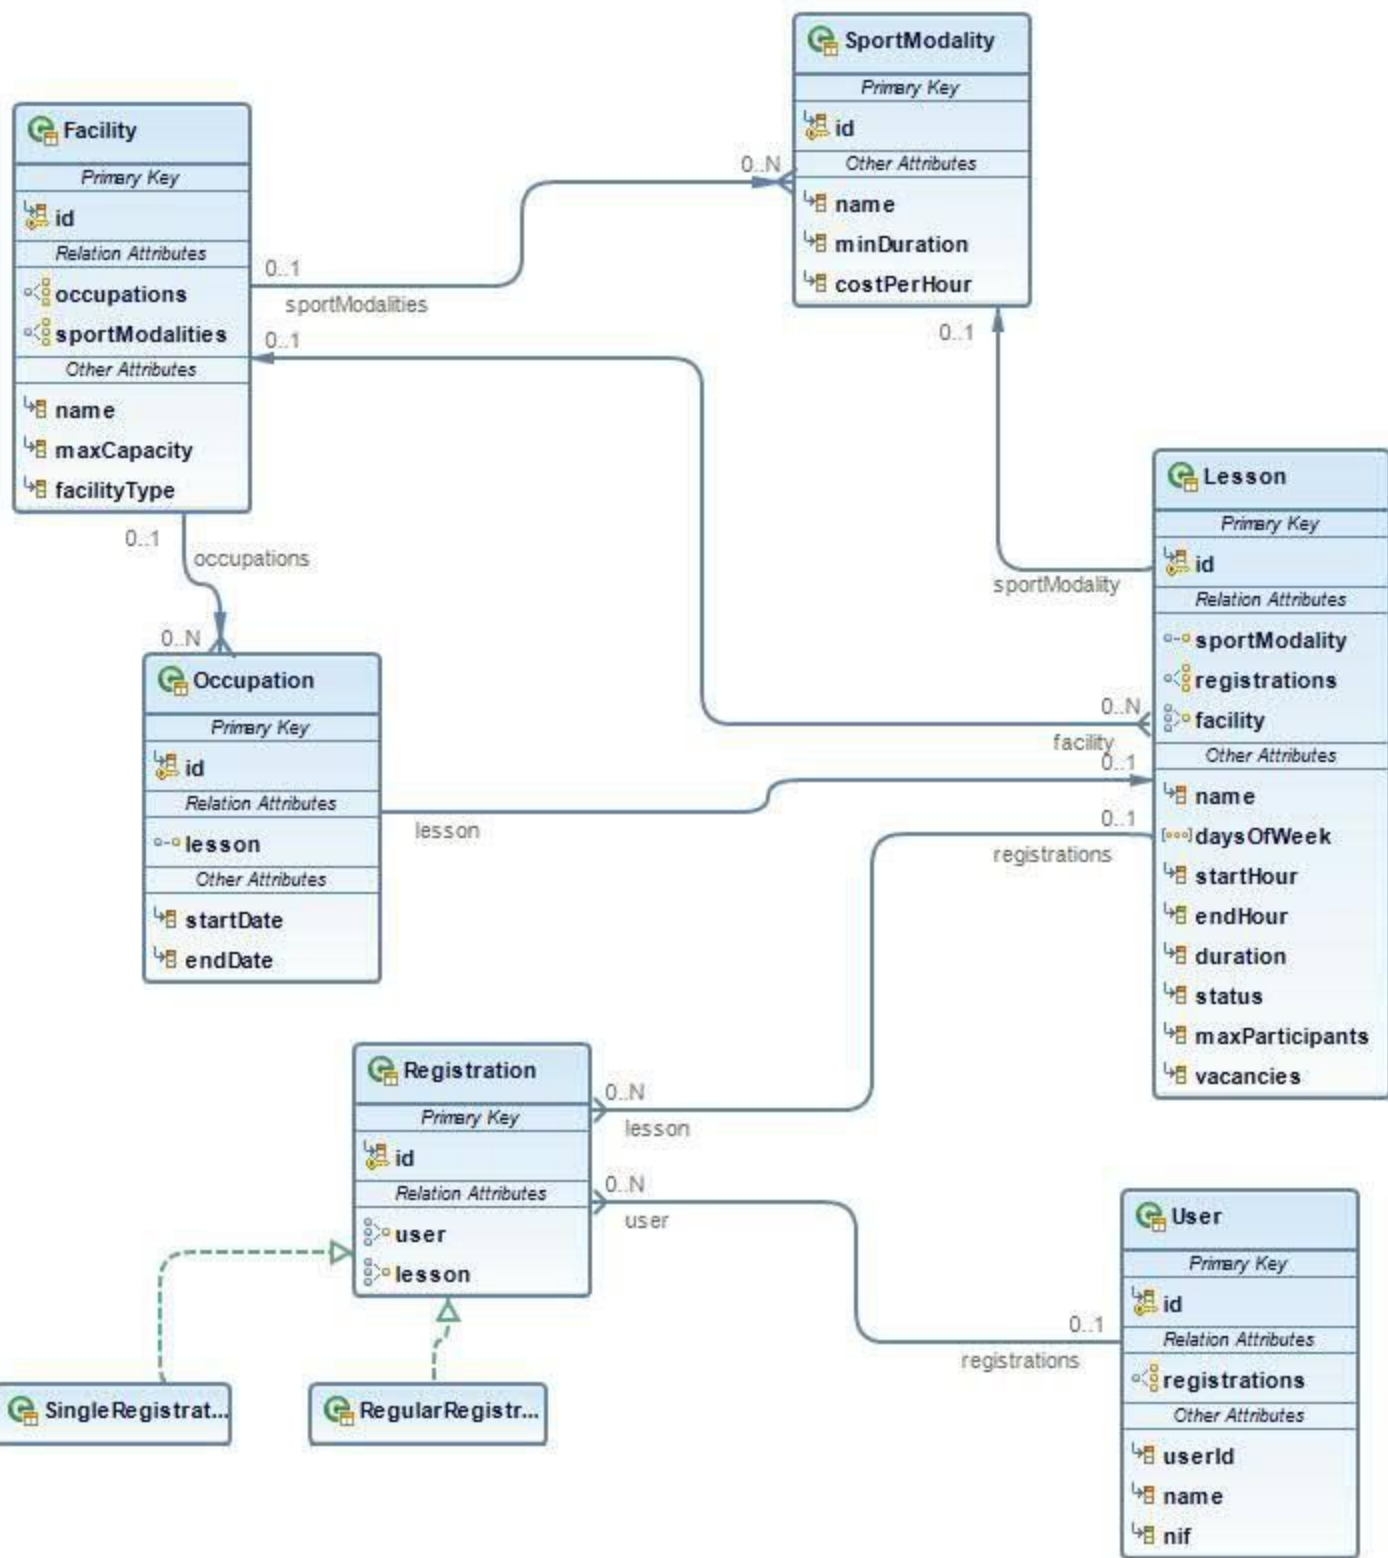 SportModality
Primary Key
id
Other Attributes
name
minDuration
costPerHour
Facility
Primary Key
id
Relation Attributes
occupations
sportModalities
Other Attributes
name
maxCapacity
facilityType
0..N
0..1
sportModalities
0..1
0..1
0..1
occupations
0..N
sportModality
Lesson
Primary Key
id
Relation Attributes
sportModality
registrations
facility
Other Attributes
name
daysOfWeek
startHour
endHour
duration
status
maxParticipants
vacancies
Occupation
Primary Key
id
Relation Attributes
lesson
Other Attributes
startDate
endDate
0..N
facility
0..1
lesson
0..1
registrations
Registration
Primary Key
id
Relation Attributes
user
lesson
0..N
lesson
0..N
user
0..1
registrations
User
Primary Key
id
Relation Attributes
registrations
Other Attributes
userId
name
nif
SingleRegistrat...
RegularRegistr...